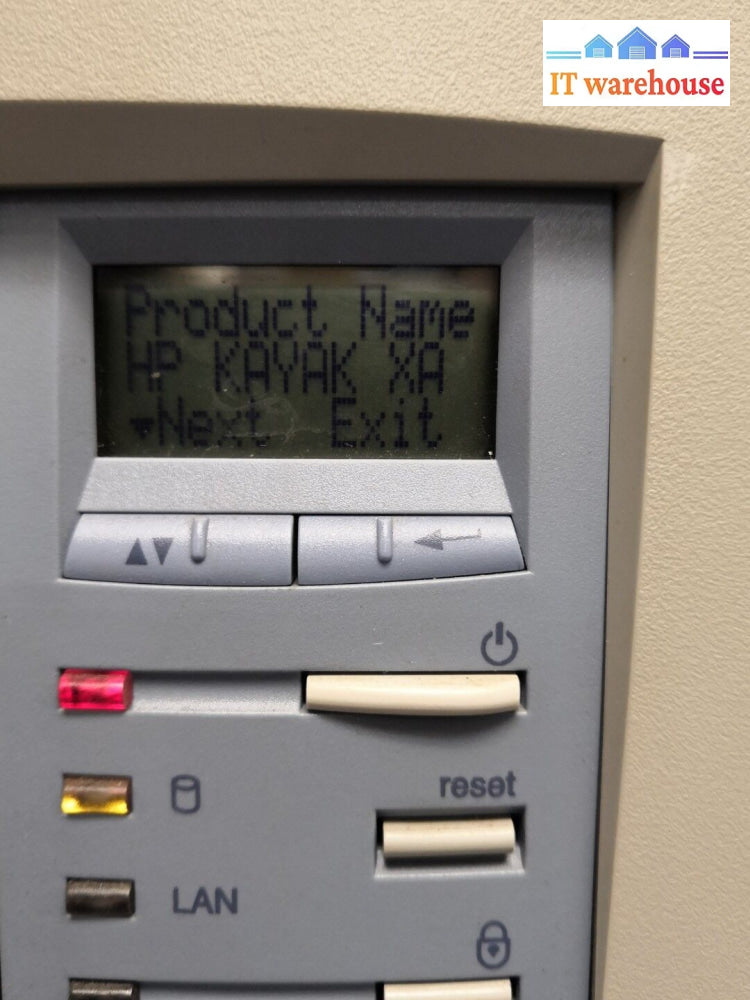 IT warehouse
Product Name
HP KAYAK XA
▼Next Exit
reset
LAN